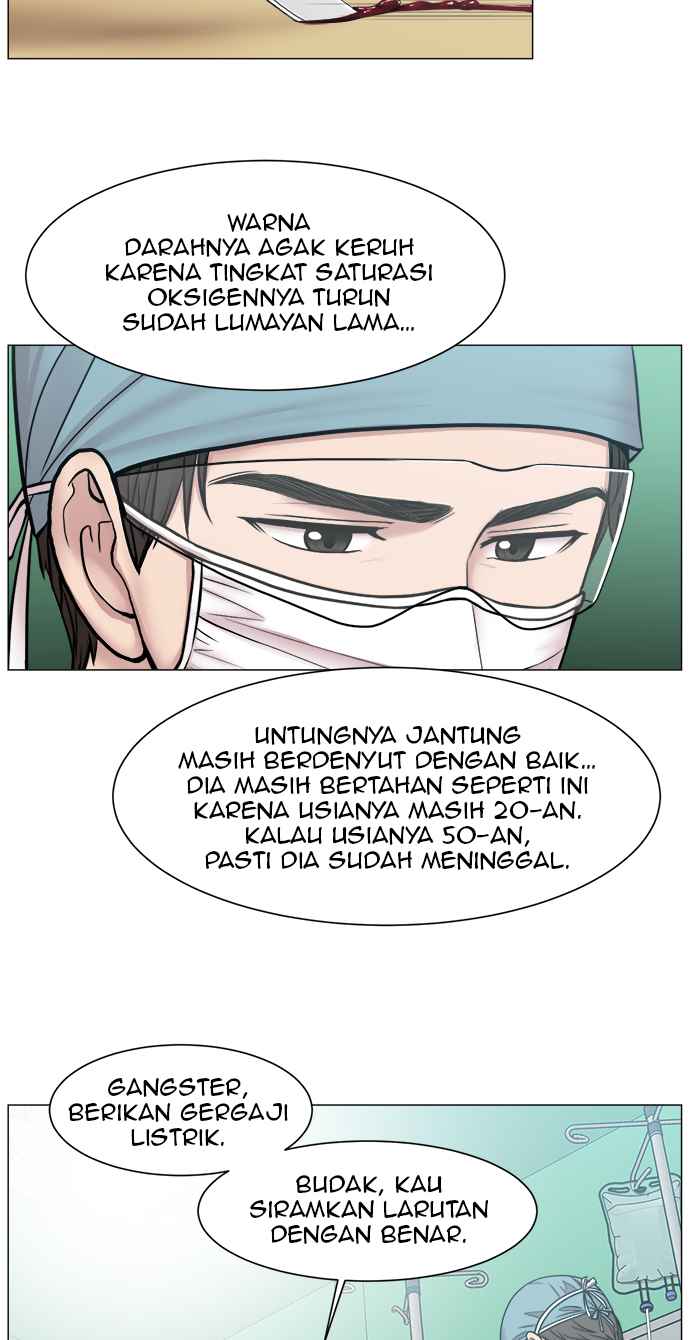 WARNA
DARAHNYA AGAK KERUH
KARENA TINGKAT SATURASI
OKSIGENNYA TURUN
SUDAH LUMAYAN LAMA...
UNTUNGNYA JANTUNG
MASIH BERDENYUT DENGAN BAIK...
DIA MASIH BERTAHAN SEPERTI INI
KARENA USIANYA MASIH 20-AN.
KALAU USIANYA 50-AN,
PASTI DIA SUDAH MENINGGAL.
GANGSTER,
BERIKAN GERGAJI
LISTRIK.
BUDAK, KAU
SIRAMKAN LARUTAN
DENGAN BENAR.